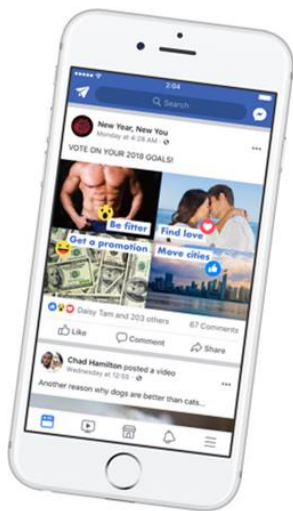 2:04
Search
New Year, New You
Monday at 4:28 AM
VOTE ON YOUR 2018 GOALS!
Be fitter
Find love
Get a promotion
Move cities
Daisy Tam and 203 others
67 Comments
Like
Comment
Share
Chad Hamilton posted a video
Wednesday at 12:55
Another reason why dogs are better than cats...